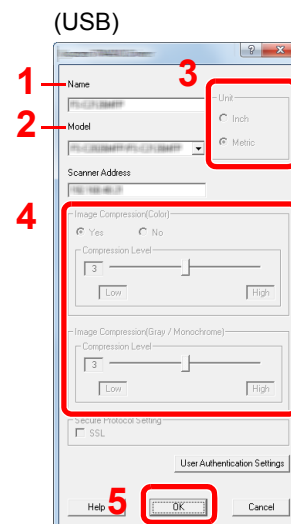 (USB)
1
Name
3
Unit
Inch
Metric
2
Model
Scanner Address
4
Image Compression(Color)
Yes No
Compression Level
3
Low High
Image Compression(Gray / Monochrome)
Compression Level
3
Low High
Secure Protocol Setting
SSL
User Authentication Settings
5
Help OK Cancel